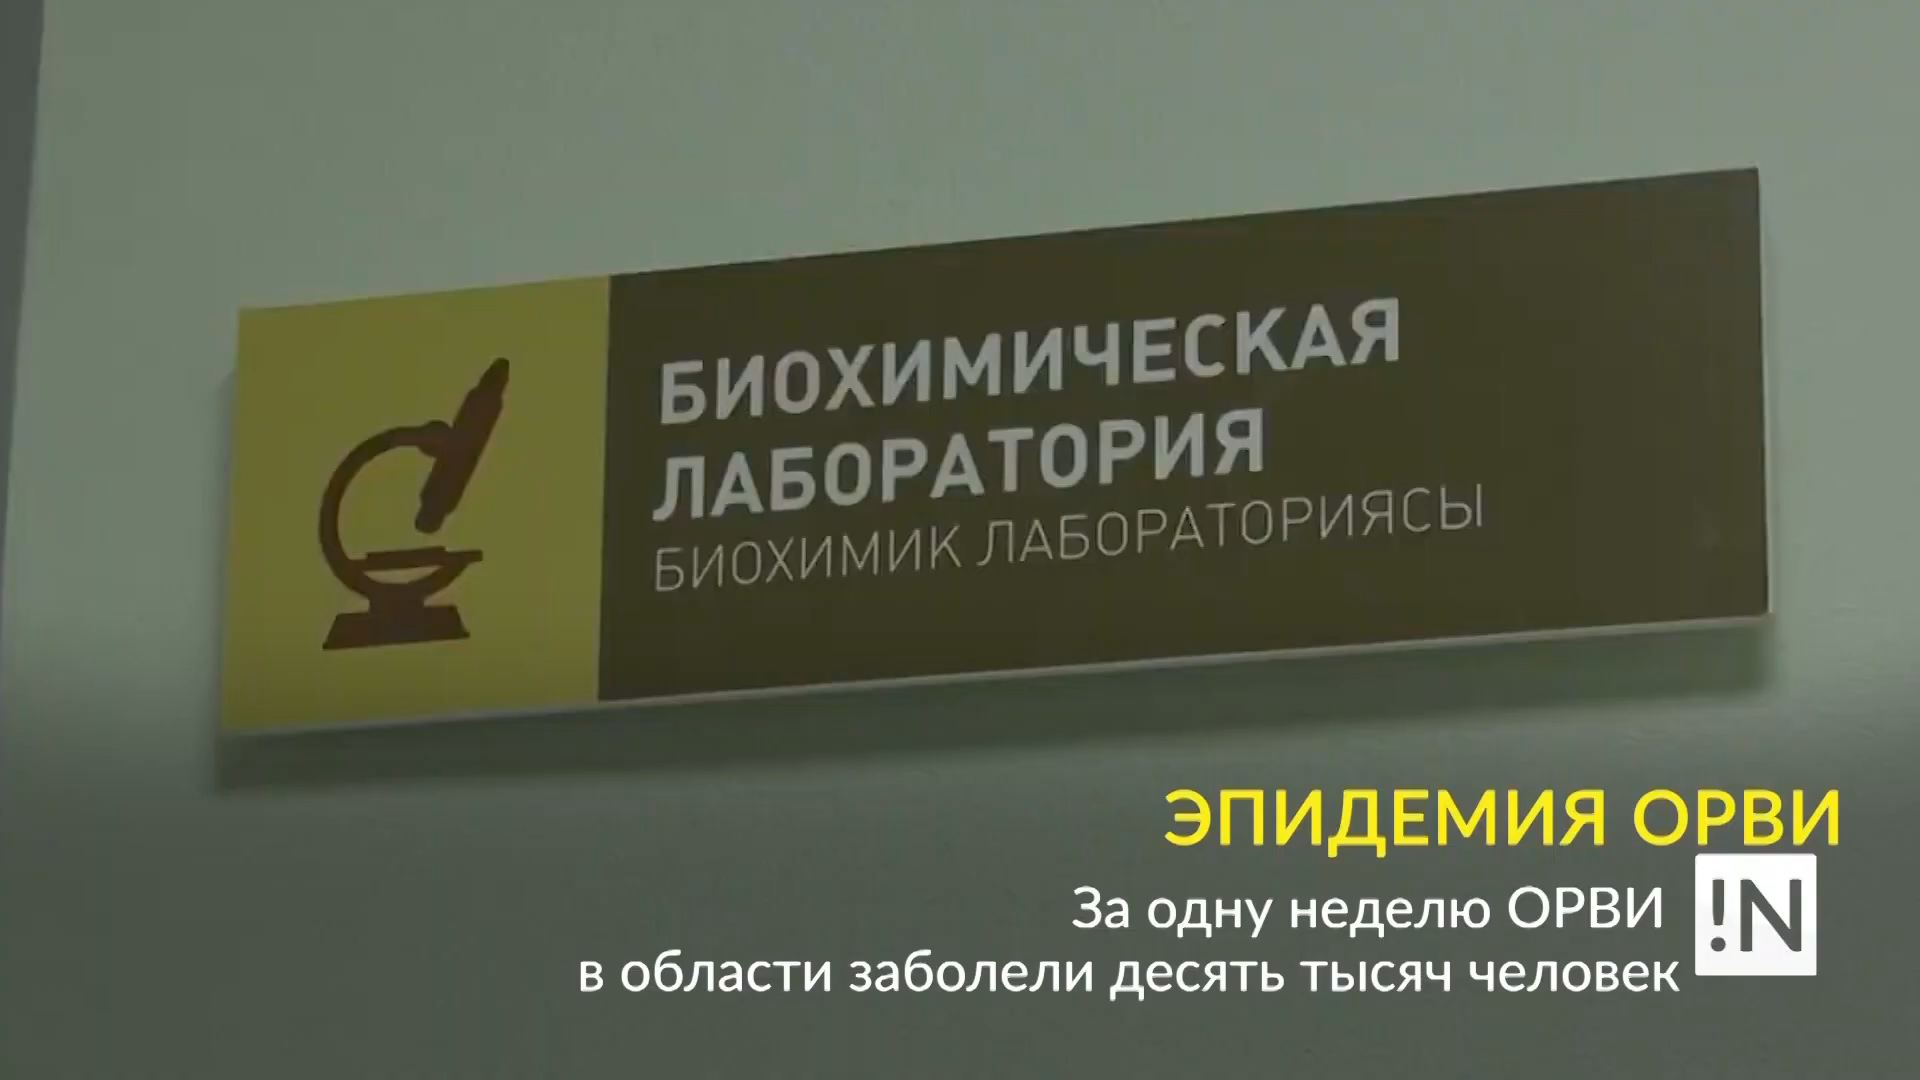 БИОХИМИЧЕСКАЯ
ЛАБОРАТОРИЯ
БИОХИМИК ЛАБОРАТОРИЯСЫ
ЭПИДЕМИЯ ОРВИ
За одну неделю ОРВИ
в области заболели десять тысяч человек
!N